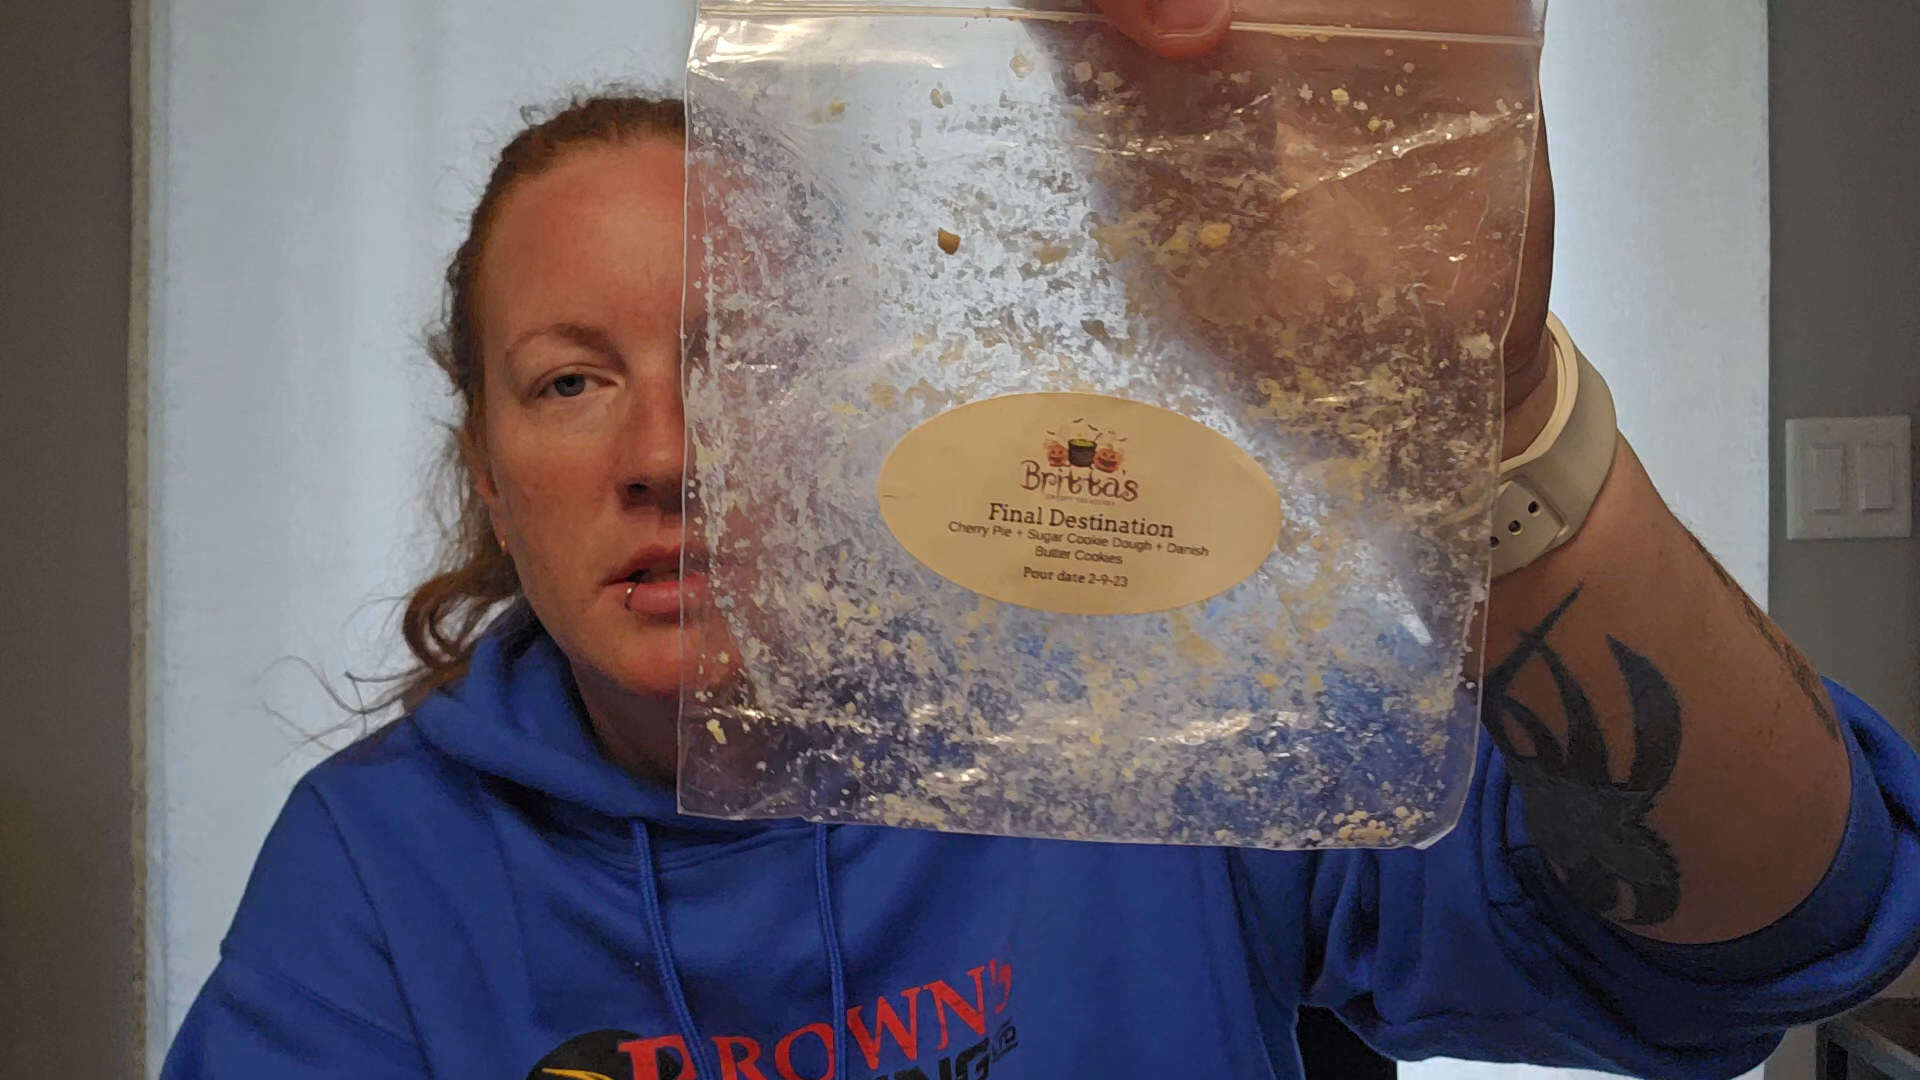 Britta's
Final Destination
Cherry Pie + Sugar Cookie Dough + Danish
Butter Cookies
Pour date 2-9-23
BROWN'S